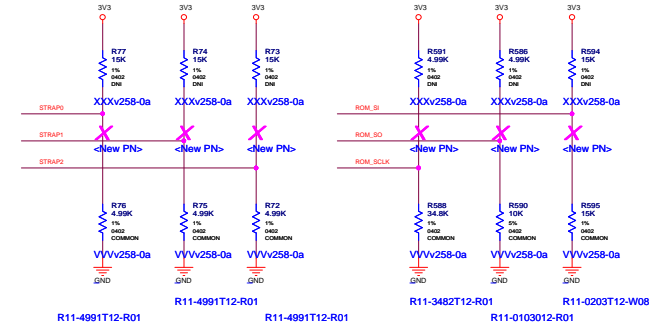 3V3 3V3 3V3 3V3 3V3 3V3
R77 R74 R73 R591 R586 R594
15K 15K 15K 4.99K 4.99K 15K
1% 1% 1% 1% 1% 1%
0402 0402 0402 0402 0402 0402
DNI DNI DNI DNI DNI DNI
XXXv258-0a XXXv258-0a XXXv258-0a XXXv258-0a XXXv258-0a XXXv258-0a
STRAP0 ROM_SI
X X X X
STRAP1 ROM_SO
<New PN> <New PN> <New PN> <New PN> <New PN> <New PN>
STRAP2 ROM_SCLK
R76 R75 R72 R588 R590 R595
4.99K 4.99K 4.99K 34.8K 10K 15K
1% 1% 1% 1% 5% 1%
0402 0402 0402 0402 0402 0402
COMMON COMMON COMMON COMMON COMMON COMMON
VVVv258-0a VVVv258-0a VVVv258-0a VVVv258-0a VVVv258-0a VVVv258-0a
GND GND GND GND GND GND
R11-4991T12-R01 R11-3482T12-R01 R11-0203T12-W08
R11-4991T12-R01 R11-4991T12-R01 R11-0103012-R01